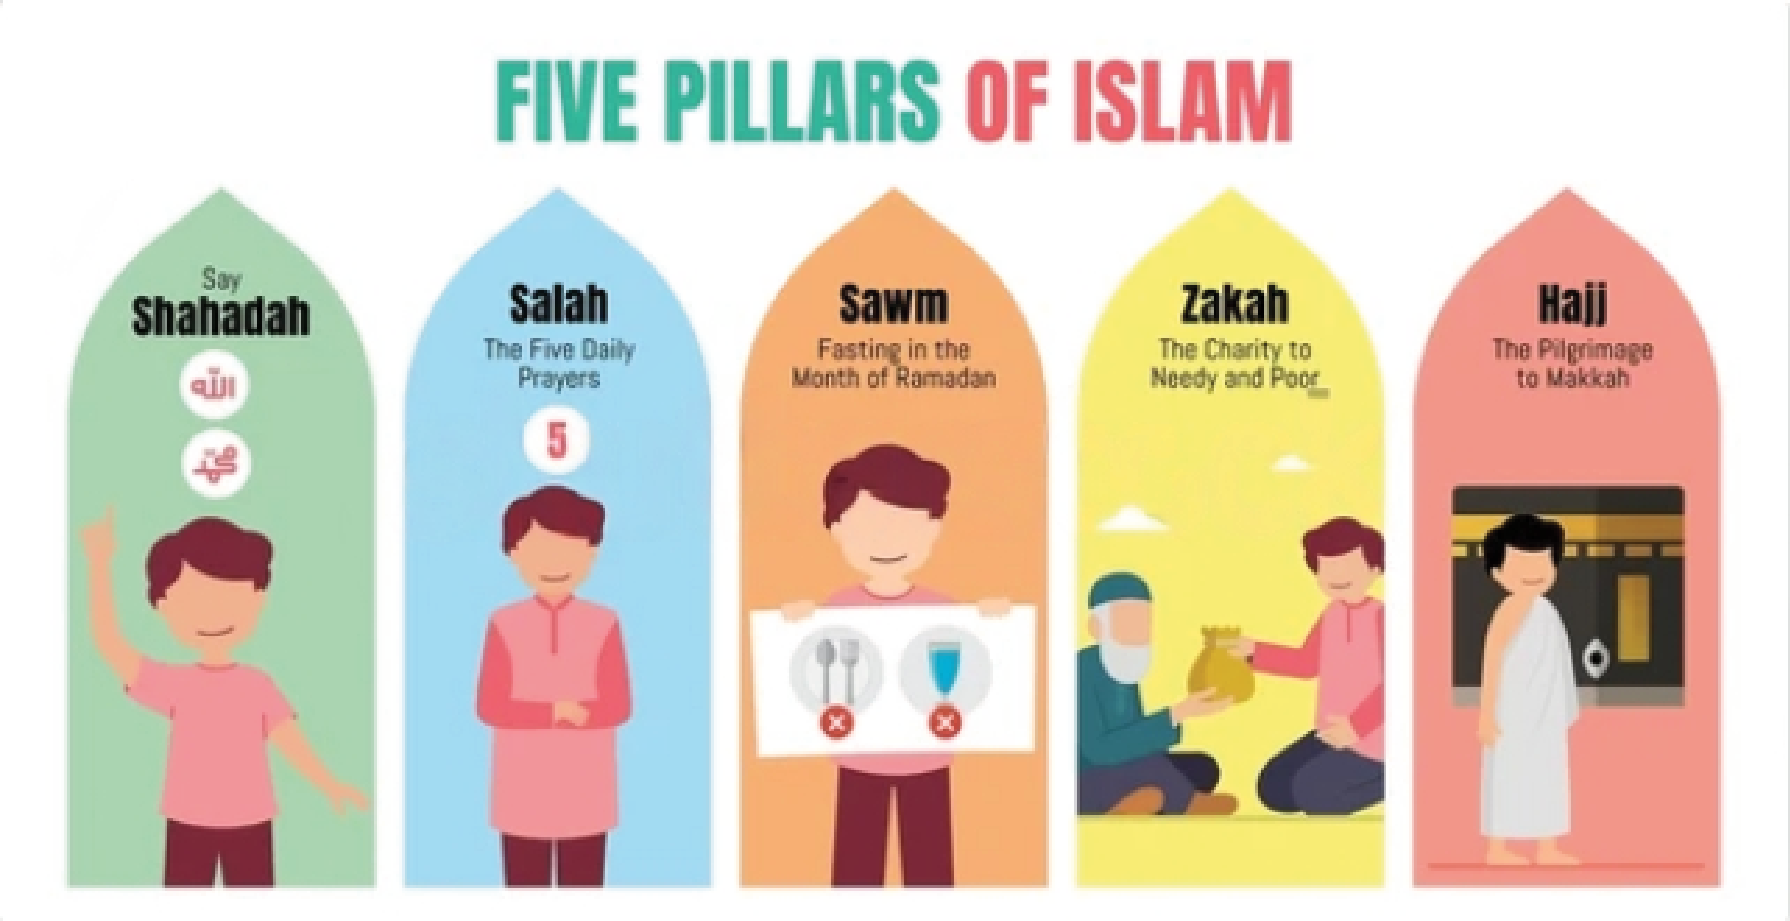 FIVE PILLARS OF ISLAM
Say
Shahadah
الله
محمد
Salah
The Five Daily
Prayers
5
Sawm
Fasting in the
Month of Ramadan
Zakah
The Charity to
Needy and Poor
Hajj
The Pilgrimage
to Makkah